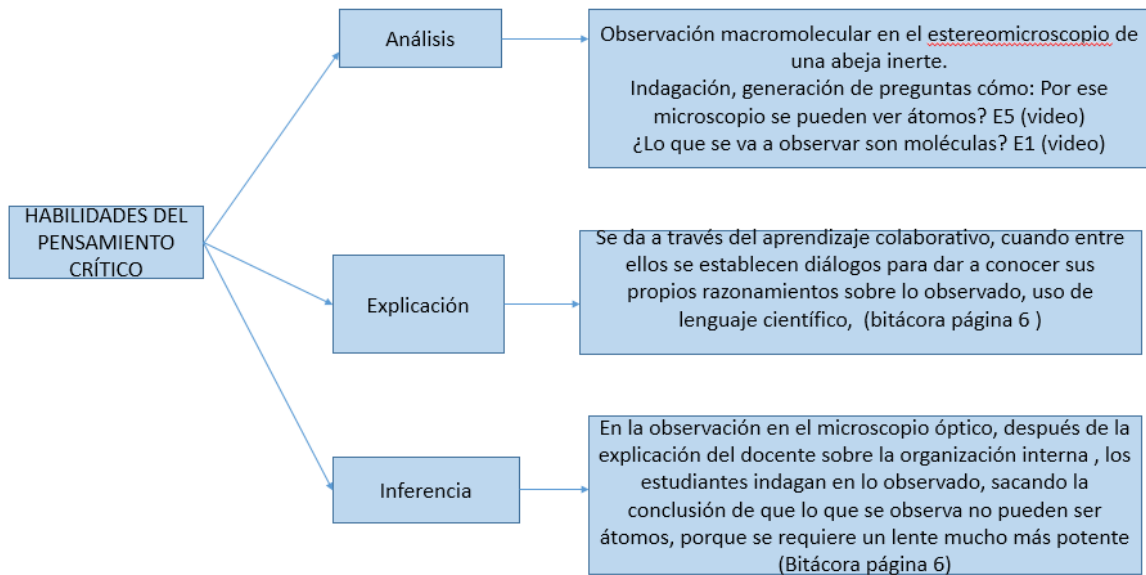 Análisis
Observación macromolecular en el estereomicroscopio de
una abeja inerte.
Indagación, generación de preguntas cómo: Por ese
microscopio se pueden ver átomos? E5 (video)
¿Lo que se va a observar son moléculas? E1 (video)
HABILIDADES DEL
PENSAMIENTO
CRÍTICO
Explicación
Se da a través del aprendizaje colaborativo, cuando entre
ellos se establecen diálogos para dar a conocer sus
propios razonamientos sobre lo observado, uso de
lenguaje científico,  (bitácora página 6 )
Inferencia
En la observación en el microscopio óptico, después de la
explicación del docente sobre la organización interna , los
estudiantes indagan en lo observado, sacando la
conclusión de que lo que se observa no pueden ser
átomos, porque se requiere un lente mucho más potente
(Bitácora página 6)